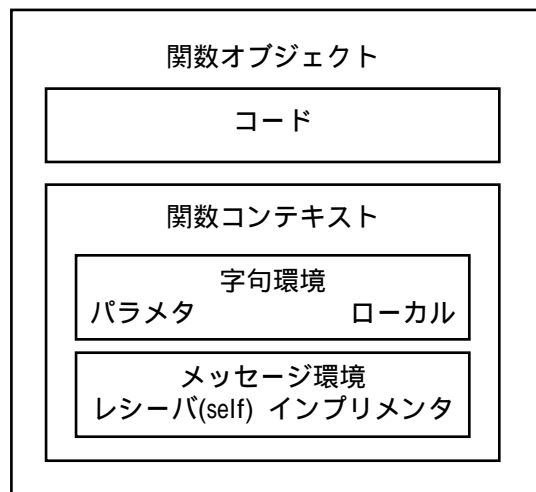 関数オブジェクト
コード
関数コンテキスト
字句環境
パラメタ ローカル
メッセージ環境
レシーバ(self) インプリメンタ